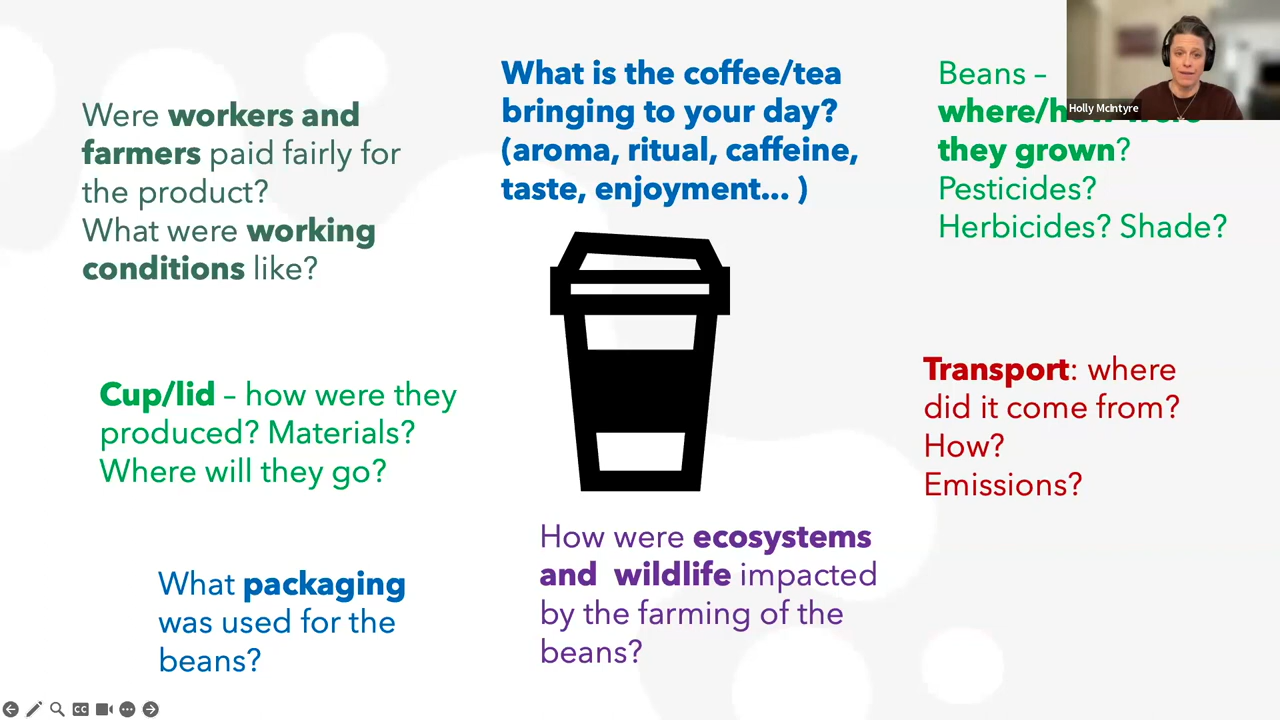 Were workers and
farmers paid fairly for
the product?
What were working
conditions like?
What is the coffee/tea
bringing to your day?
(aroma, ritual, caffeine,
taste, enjoyment... )
Beans –
where/how were
they grown?
Pesticides?
Herbicides? Shade?
Holly McIntyre
Cup/lid – how were they
produced? Materials?
Where will they go?
Transport: where
did it come from?
How?
Emissions?
What packaging
was used for the
beans?
How were ecosystems
and wildlife impacted
by the farming of the
beans?
CC